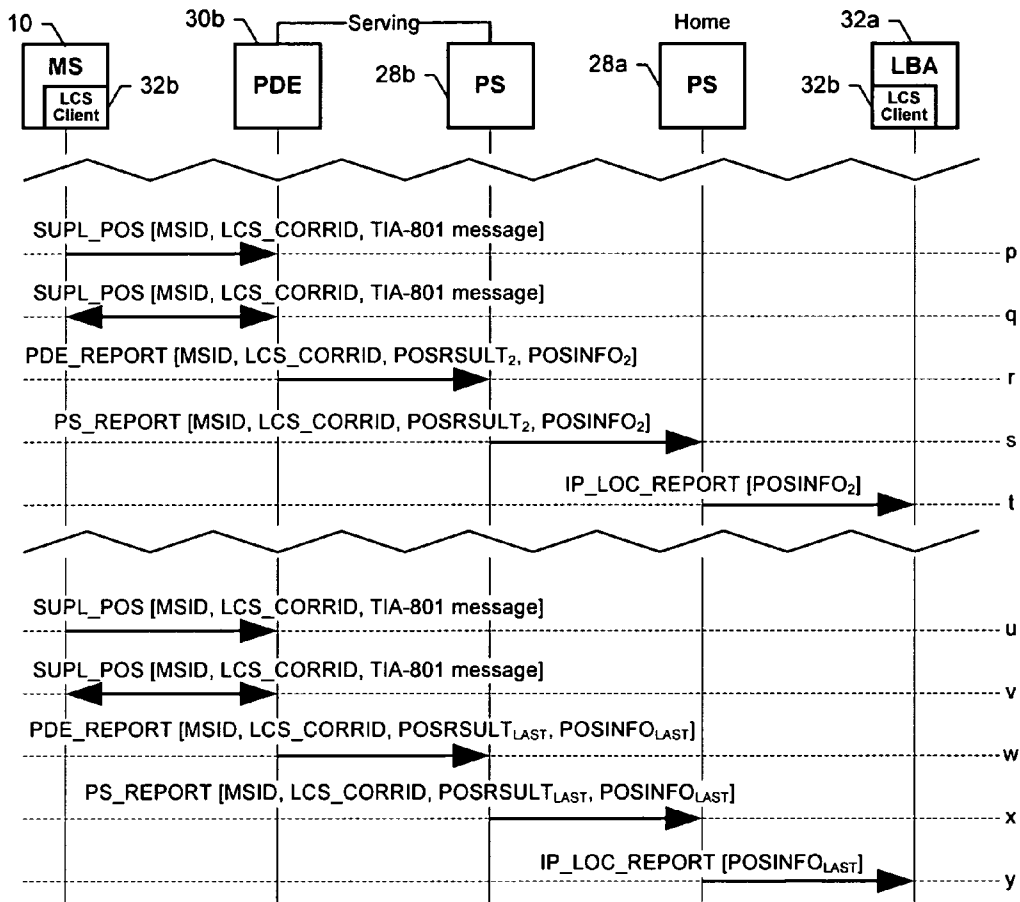 10
30b
Serving
Home
32a
MS
LCS
Client
32b
PDE
28b
PS
28a
PS
LBA
32b
LCS
Client
SUPL_POS [MSID, LCS_CORRID, TIA-801 message]
p
SUPL_POS [MSID, LCS_CORRID, TIA-801 message]
q
PDE_REPORT [MSID, LCS_CORRID, POSRSULT₂, POSINFO₂]
r
PS_REPORT [MSID, LCS_CORRID, POSRSULT₂, POSINFO₂]
s
IP_LOC_REPORT [POSINFO₂]
t
SUPL_POS [MSID, LCS_CORRID, TIA-801 message]
u
SUPL_POS [MSID, LCS_CORRID, TIA-801 message]
v
PDE_REPORT [MSID, LCS_CORRID, POSRSULTLAST, POSINFOLAST]
w
PS_REPORT [MSID, LCS_CORRID, POSRSULTLAST, POSINFOLAST]
x
IP_LOC_REPORT [POSINFOLAST]
y